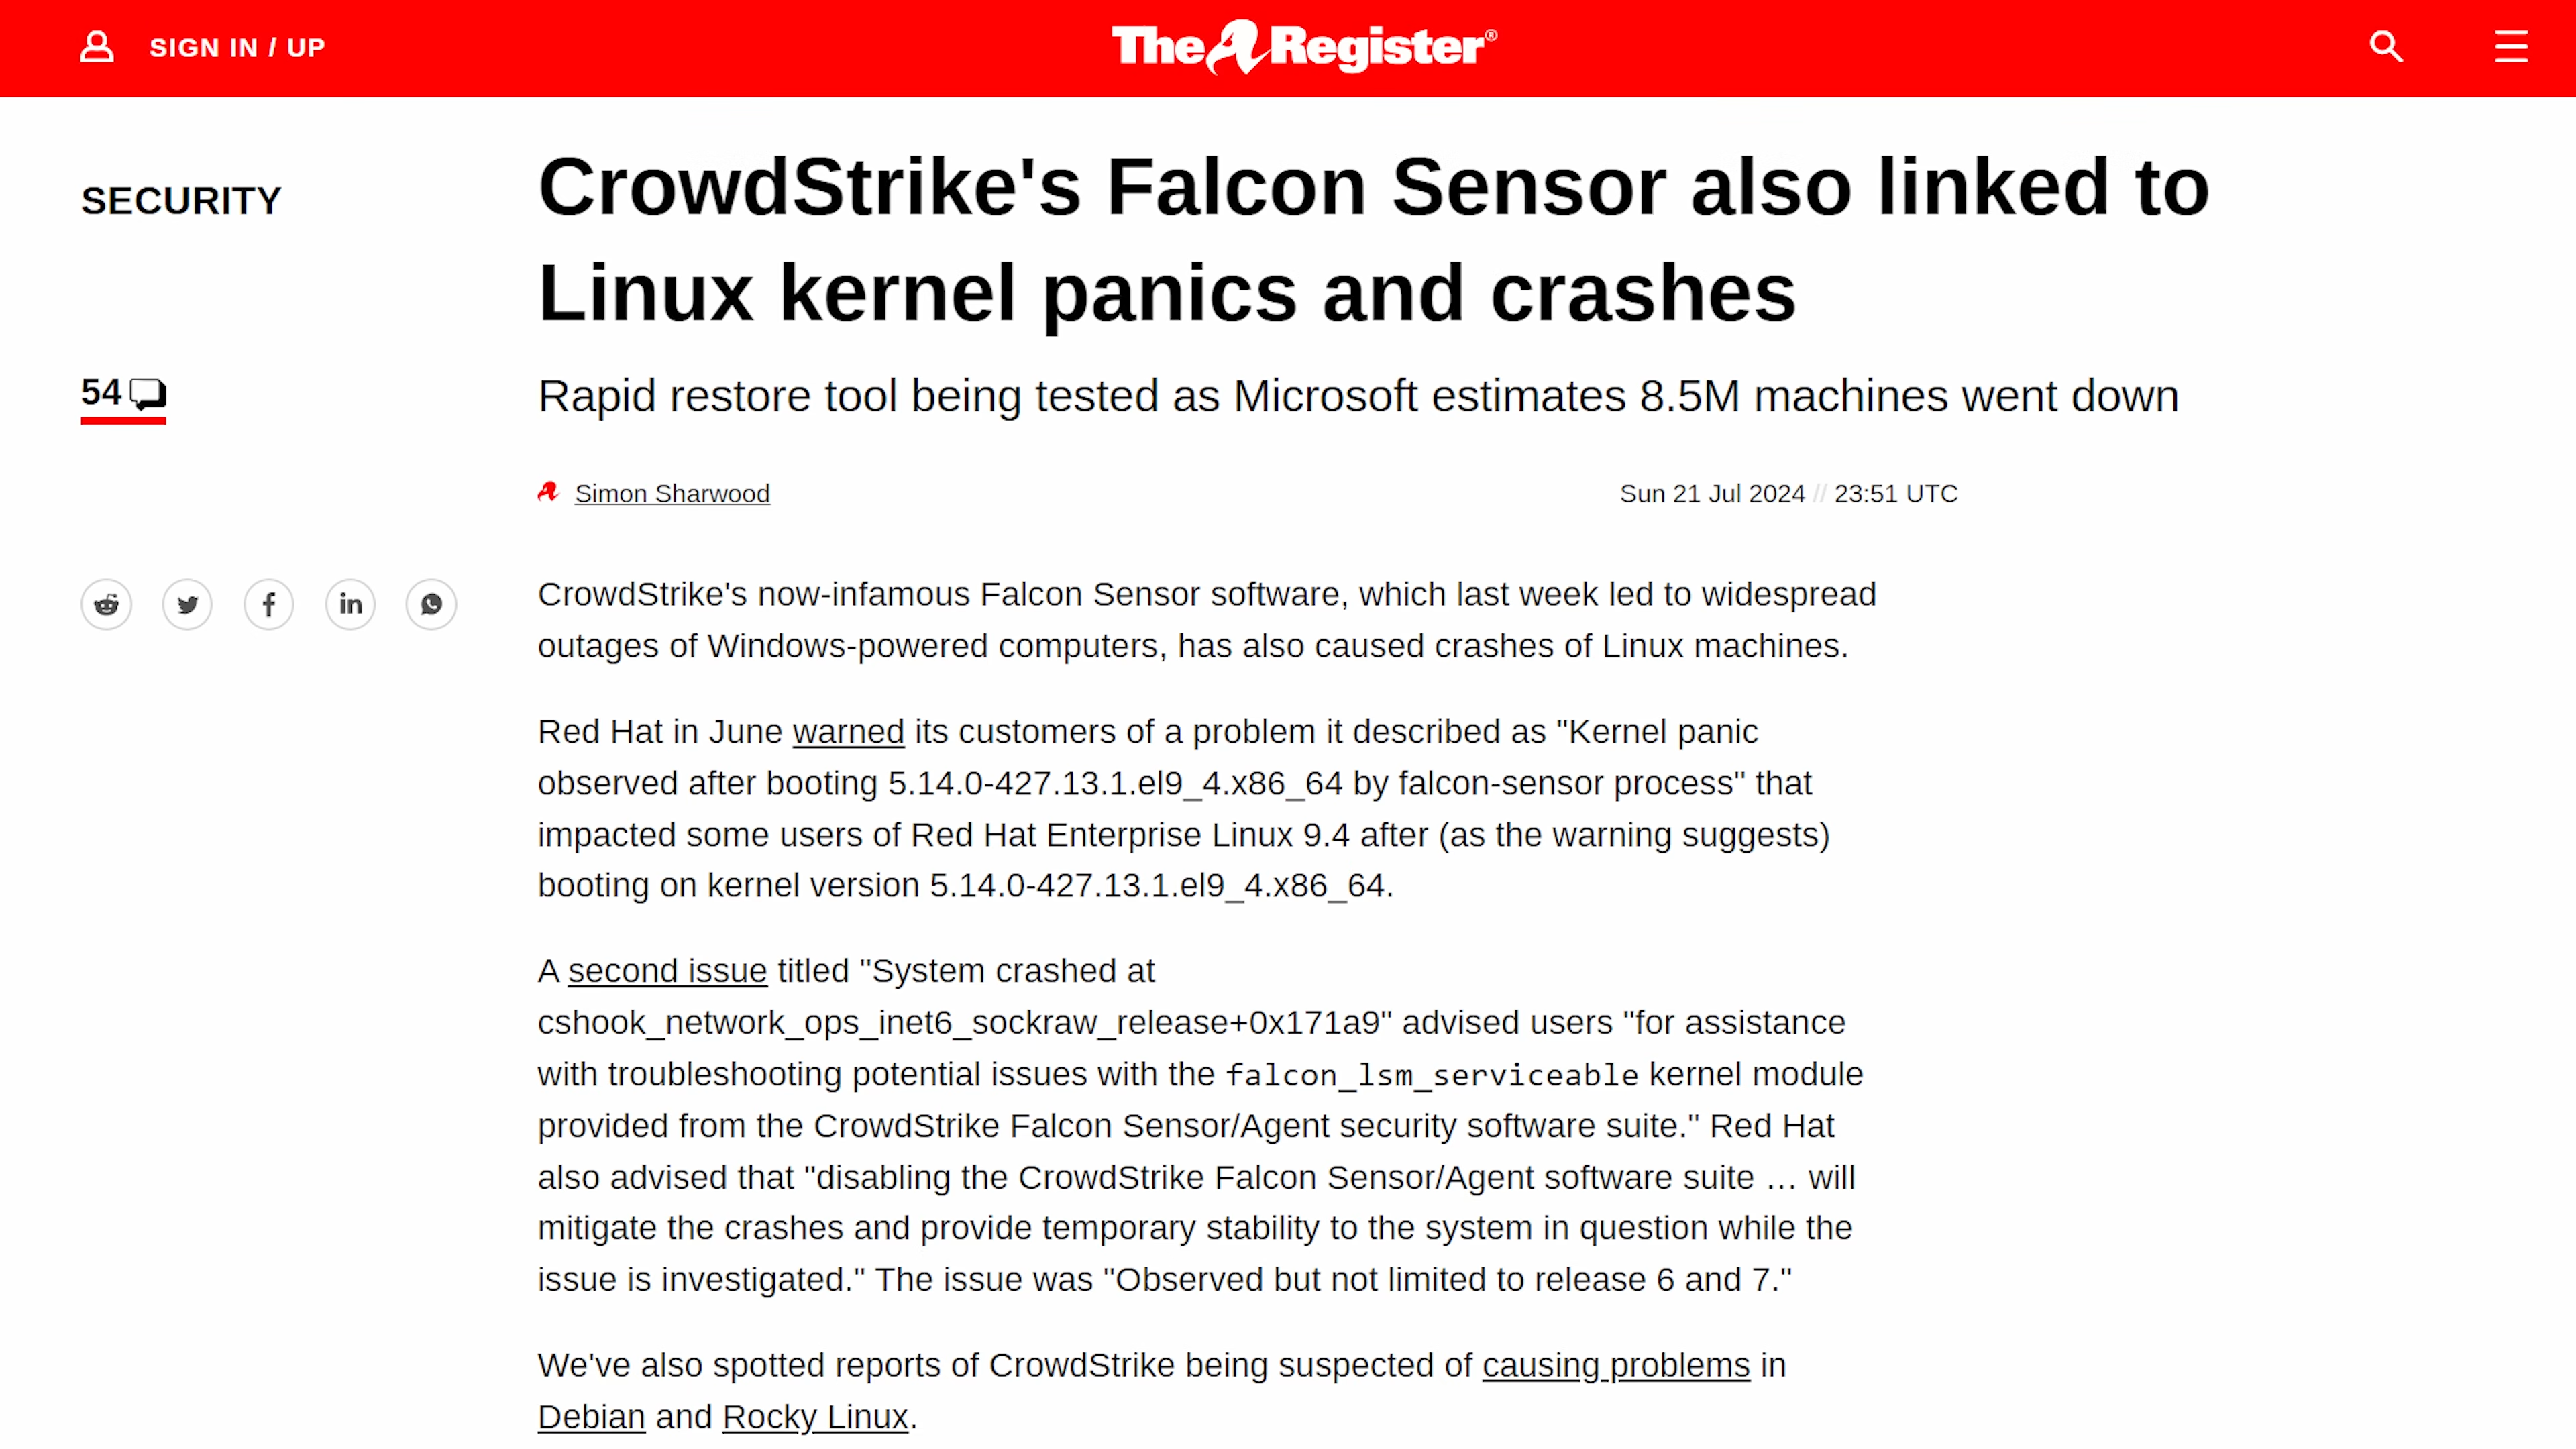 SIGN IN / UP
The Register®
SECURITY
CrowdStrike's Falcon Sensor also linked to
Linux kernel panics and crashes
54
Rapid restore tool being tested as Microsoft estimates 8.5M machines went down
Simon Sharwood
Sun 21 Jul 2024 // 23:51 UTC
CrowdStrike's now-infamous Falcon Sensor software, which last week led to widespread
outages of Windows-powered computers, has also caused crashes of Linux machines.
Red Hat in June warned its customers of a problem it described as "Kernel panic
observed after booting 5.14.0-427.13.1.el9_4.x86_64 by falcon-sensor process" that
impacted some users of Red Hat Enterprise Linux 9.4 after (as the warning suggests)
booting on kernel version 5.14.0-427.13.1.el9_4.x86_64.
A second issue titled "System crashed at
cshook_network_ops_inet6_sockraw_release+0x171a9" advised users "for assistance
with troubleshooting potential issues with the falcon_lsm_serviceable kernel module
provided from the CrowdStrike Falcon Sensor/Agent security software suite." Red Hat
also advised that "disabling the CrowdStrike Falcon Sensor/Agent software suite … will
mitigate the crashes and provide temporary stability to the system in question while the
issue is investigated." The issue was "Observed but not limited to release 6 and 7."
We've also spotted reports of CrowdStrike being suspected of causing problems in
Debian and Rocky Linux.